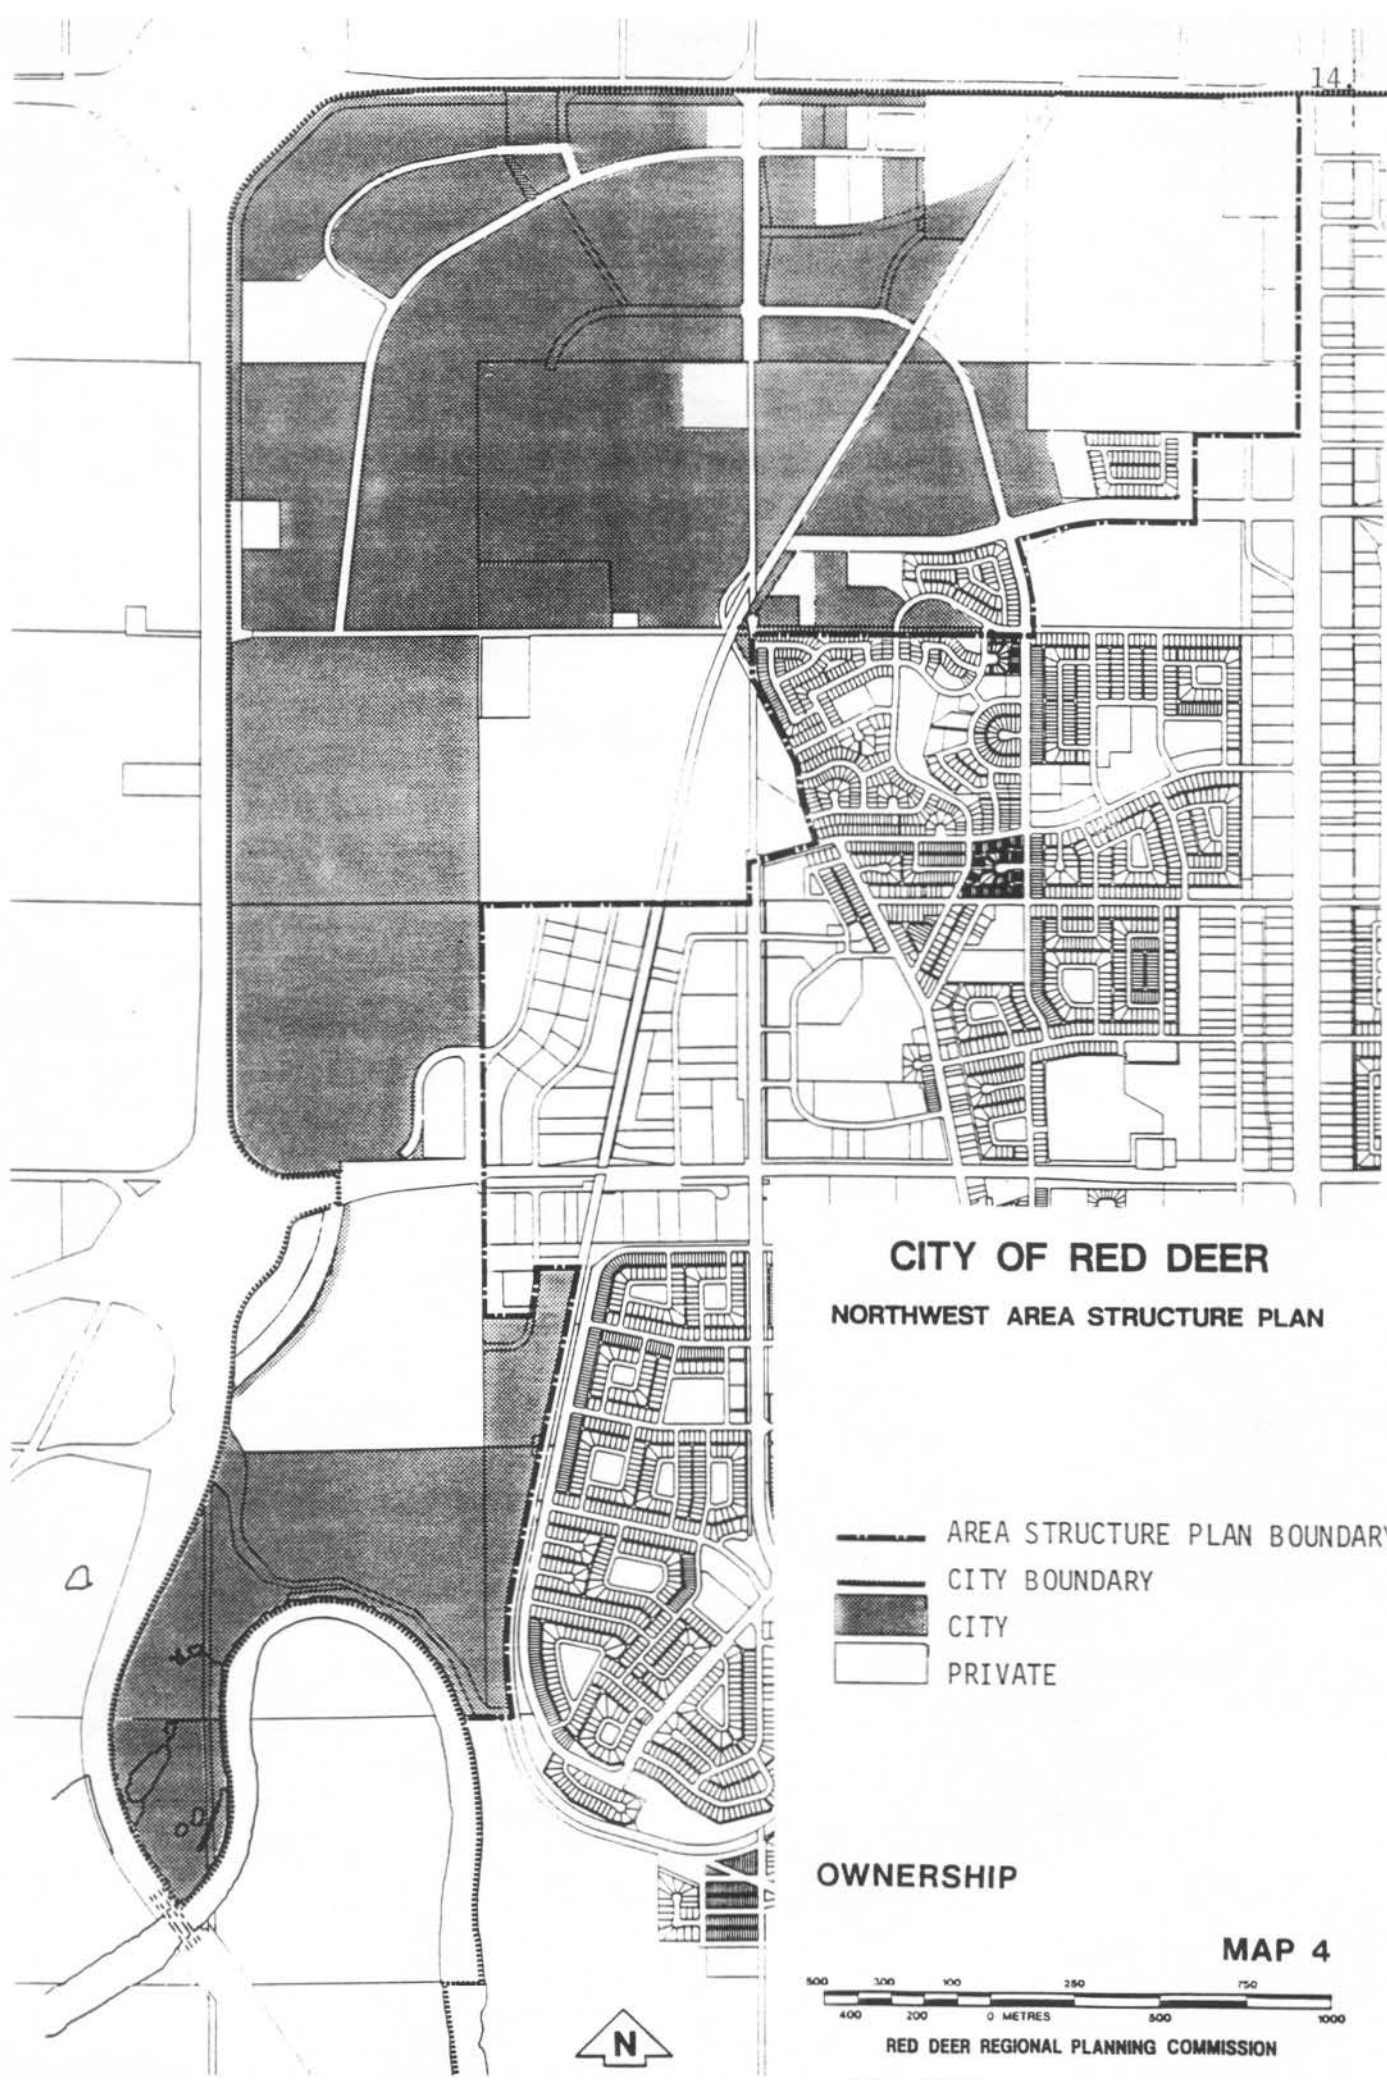 14.
CITY OF RED DEER
NORTHWEST AREA STRUCTURE PLAN
AREA STRUCTURE PLAN BOUNDARY
CITY BOUNDARY
CITY
PRIVATE
OWNERSHIP
MAP 4
500 300 100 250 750
400 200 0 METRES 500 1000
RED DEER REGIONAL PLANNING COMMISSION
N